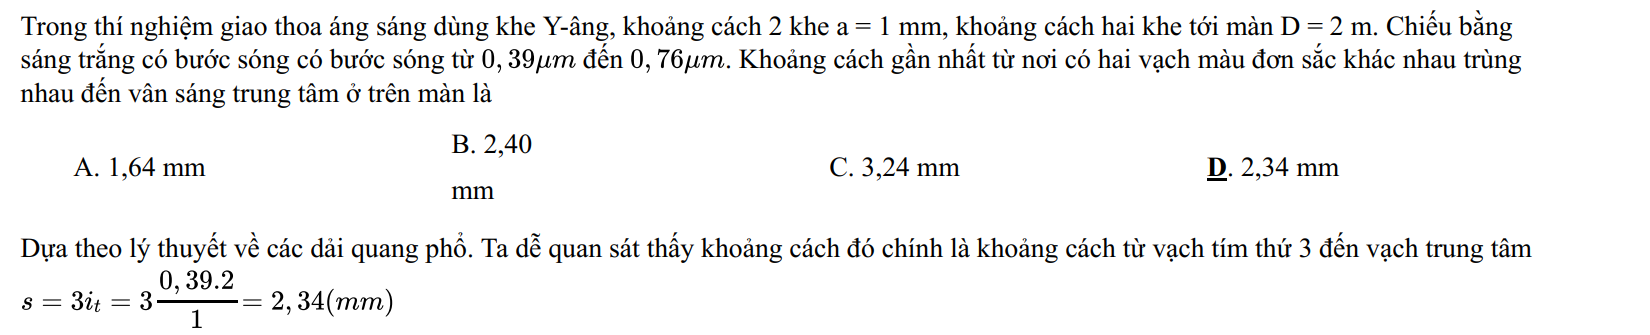 Trong thí nghiệm giao thoa áng sáng dùng khe Y-âng, khoảng cách 2 khe a = 1 mm, khoảng cách hai khe tới màn D = 2 m. Chiếu bằng
sáng trắng có bước sóng có bước sóng từ 0, 39μm đến 0, 76μm. Khoảng cách gần nhất từ nơi có hai vạch màu đơn sắc khác nhau trùng
nhau đến vân sáng trung tâm ở trên màn là
A. 1,64 mm
B. 2,40
mm
C. 3,24 mm
D. 2,34 mm
Dựa theo lý thuyết về các dải quang phổ. Ta dễ quan sát thấy khoảng cách đó chính là khoảng cách từ vạch tím thứ 3 đến vạch trung tâm
s = 3i_t = 3 \frac{0, 39.2}{1} = 2, 34(mm)